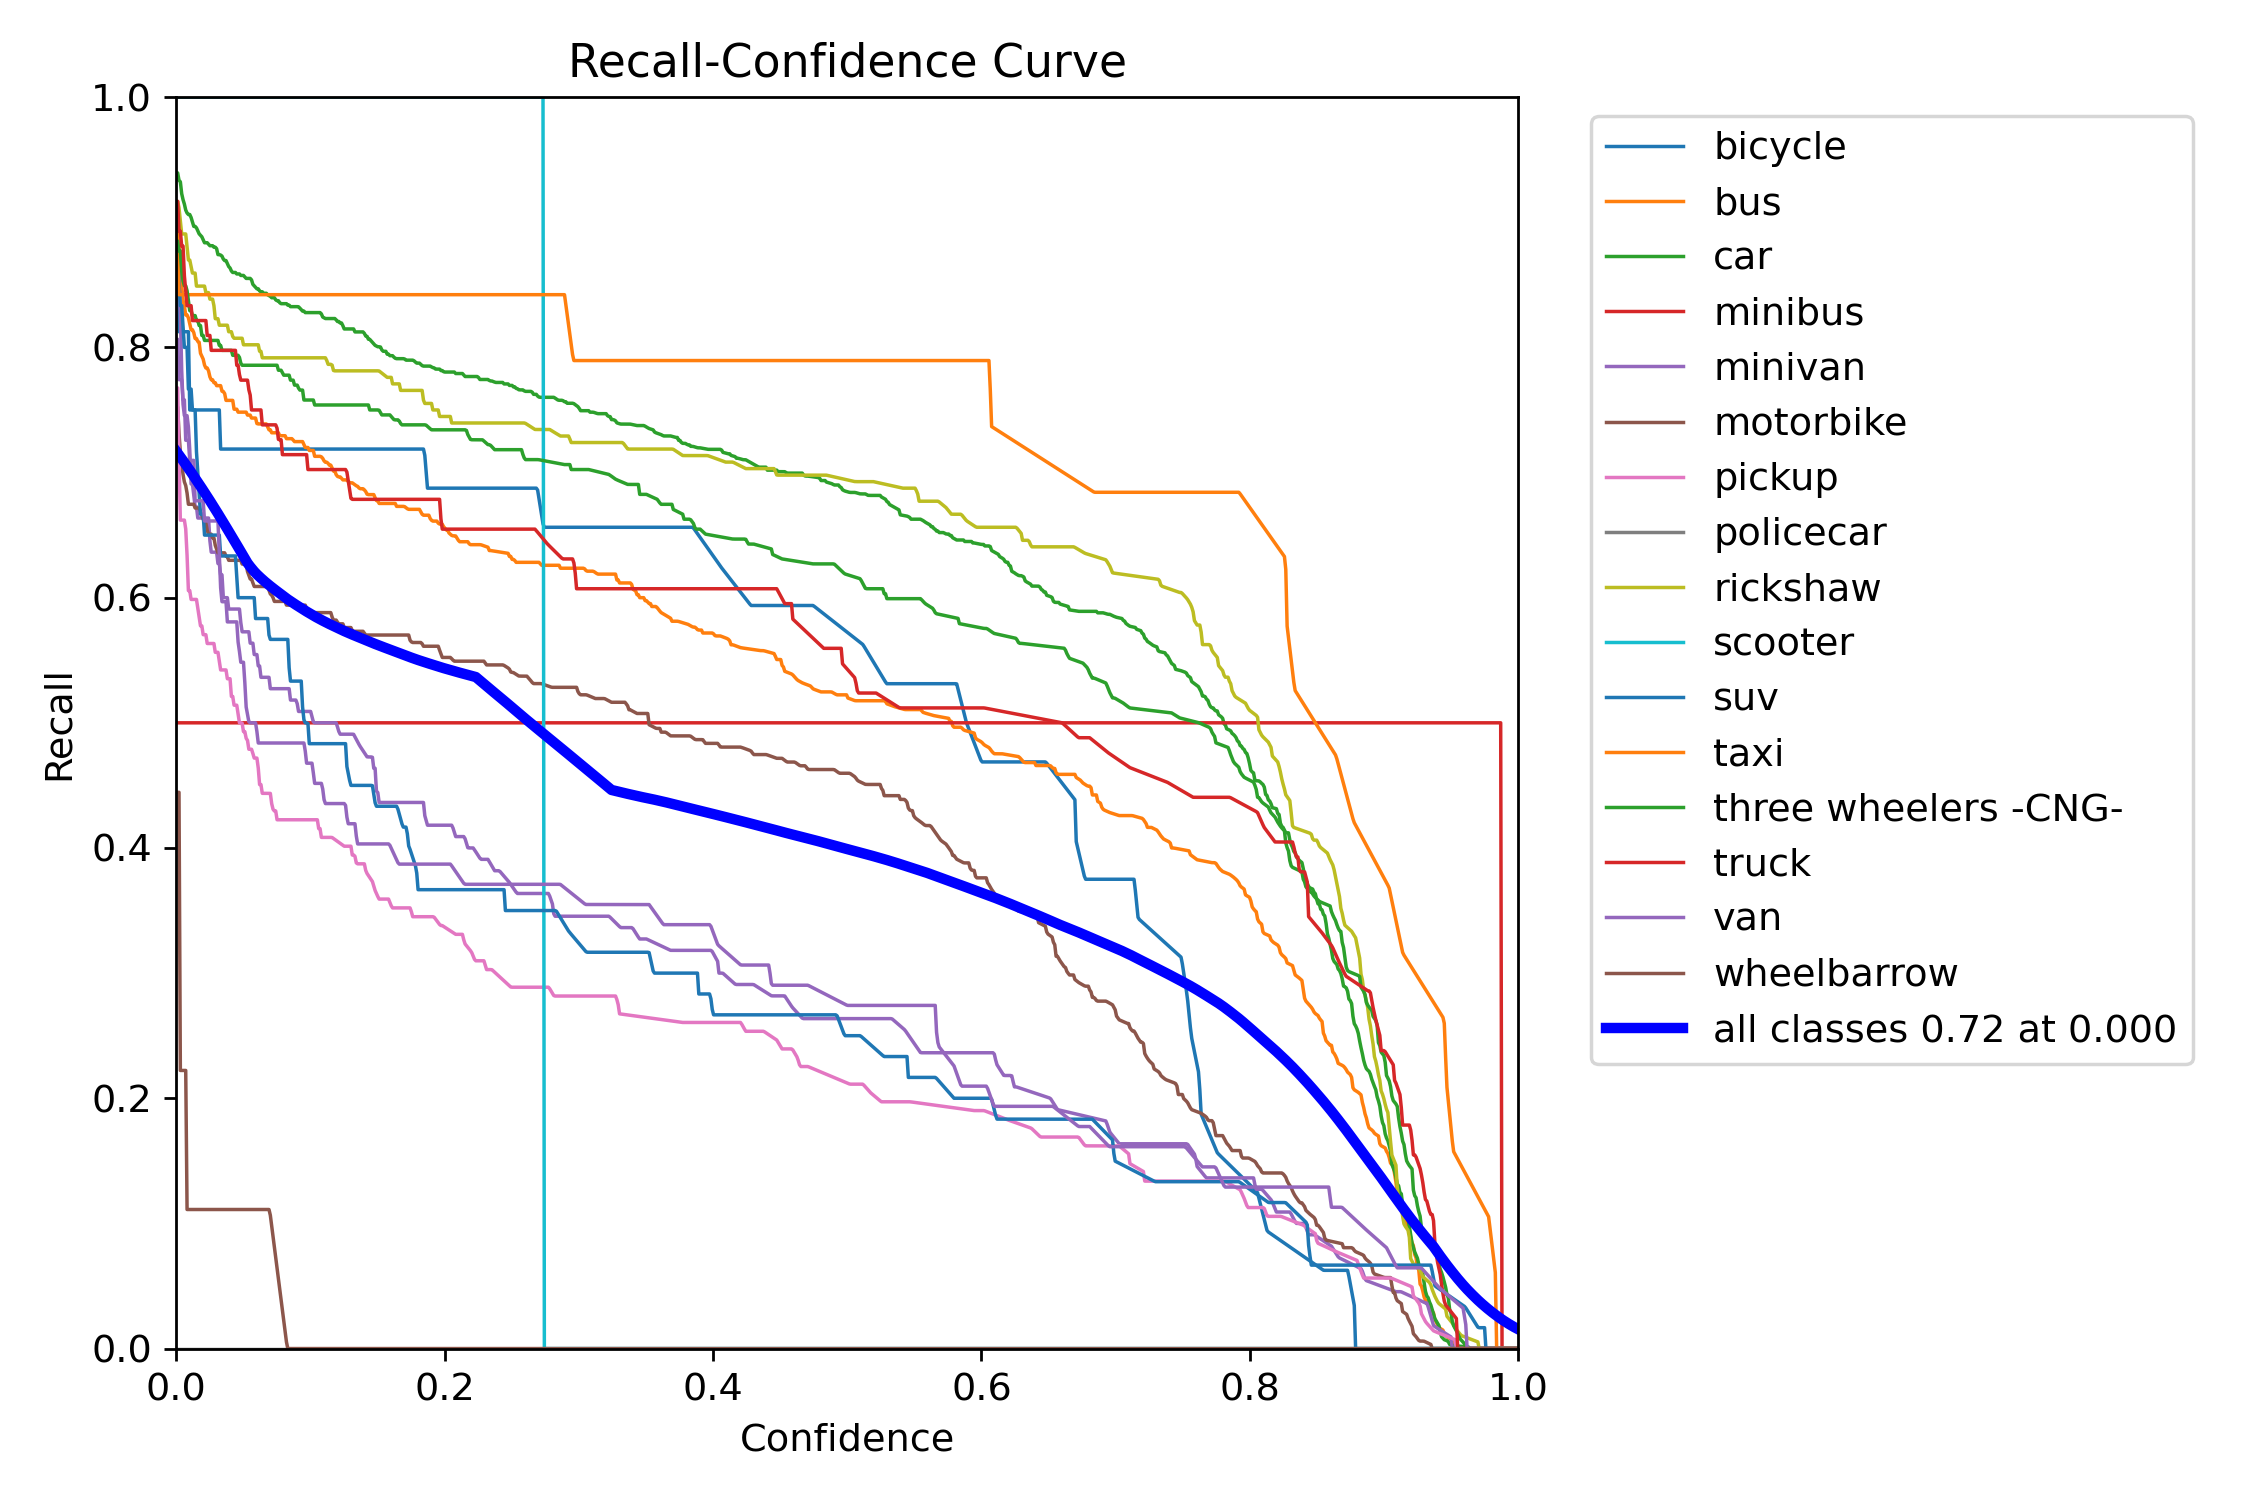 Recall-Confidence Curve
1.0
0.8
0.6
0.4
0.2
0.0
Recall
0.0 0.2 0.4 0.6 0.8 1.0
Confidence
bicycle
bus
car
minibus
minivan
motorbike
pickup
policecar
rickshaw
scooter
suv
taxi
three wheelers -CNG-
truck
van
wheelbarrow
all classes 0.72 at 0.000